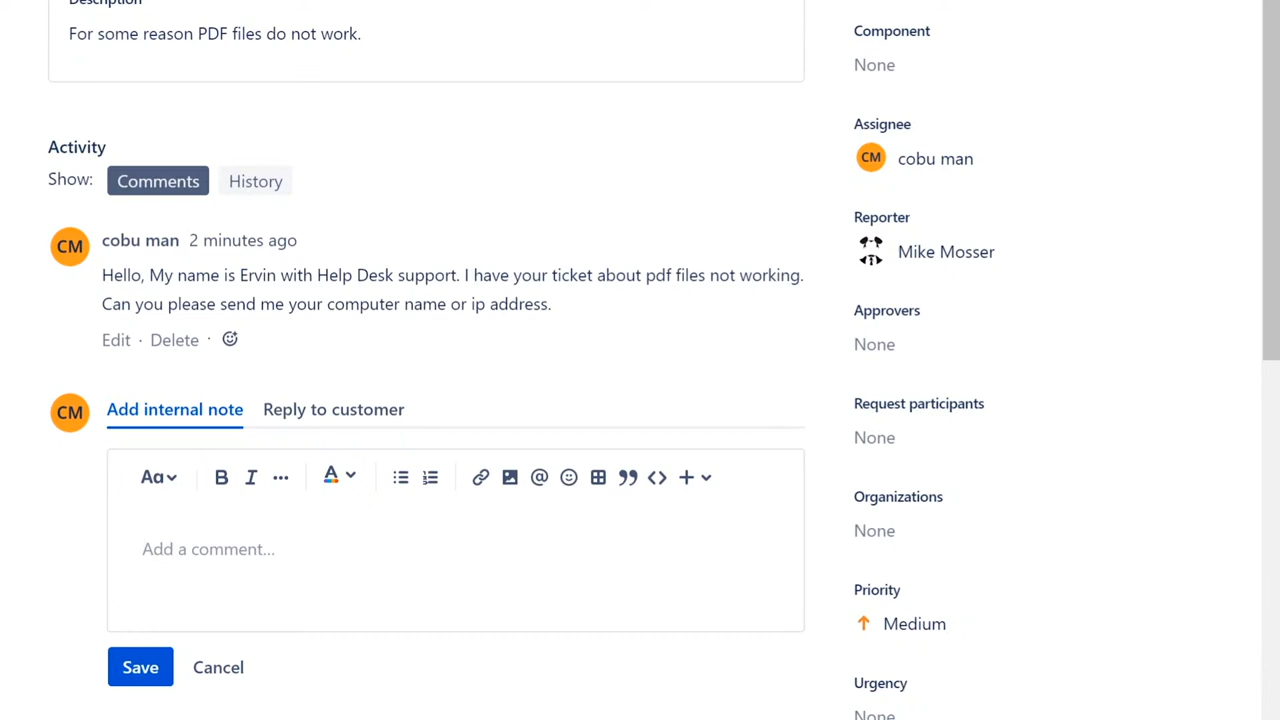 Description
For some reason PDF files do not work.
Activity
Show: Comments History
CM cobu man 2 minutes ago
Hello, My name is Ervin with Help Desk support. I have your ticket about pdf files not working.
Can you please send me your computer name or ip address.
Edit · Delete ·
CM Add internal note Reply to customer
Aa B I ... A
Add a comment...
Save Cancel
Component
None
Assignee
CM cobu man
Reporter
Mike Mosser
Approvers
None
Request participants
None
Organizations
None
Priority
Medium
Urgency
None